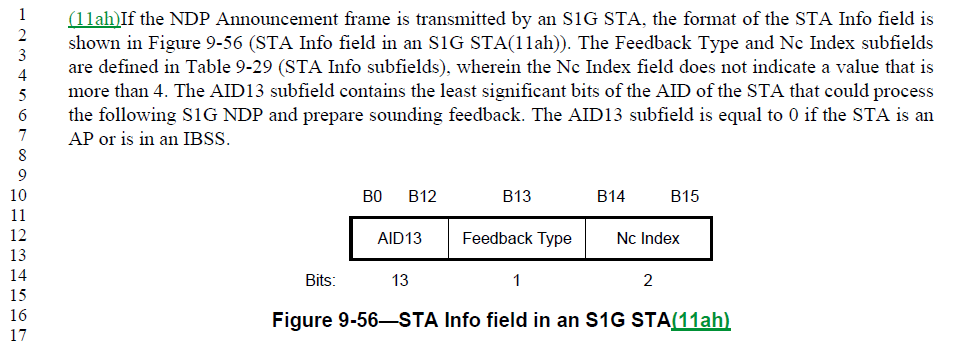 1 (11ah)If the NDP Announcement frame is transmitted by an S1G STA, the format of the STA Info field is
2 shown in Figure 9-56 (STA Info field in an S1G STA(11ah)). The Feedback Type and Nc Index subfields
3 are defined in Table 9-29 (STA Info subfields), wherein the Nc Index field does not indicate a value that is
4 more than 4. The AID13 subfield contains the least significant bits of the AID of the STA that could process
5
6 the following S1G NDP and prepare sounding feedback. The AID13 subfield is equal to 0 if the STA is an
7 AP or is in an IBSS.
8
9
10 B0 B12 B13 B14 B15
11
12 AID13 Feedback Type Nc Index
13
14 Bits: 13 1 2
15
16 Figure 9-56—STA Info field in an S1G STA(11ah)
17